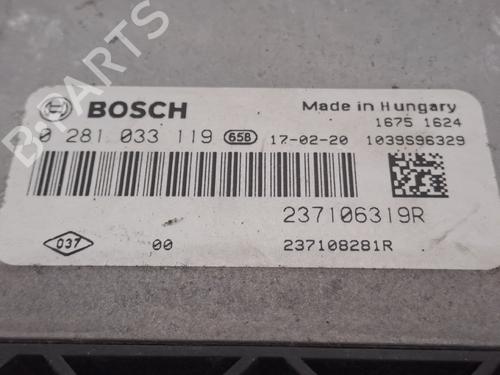 B-PARTS
BOSCH
Made in Hungary
1675 1624
0 281 033 119 65B 17-02-20 1039S96329
237106319R
037 00 237108281R